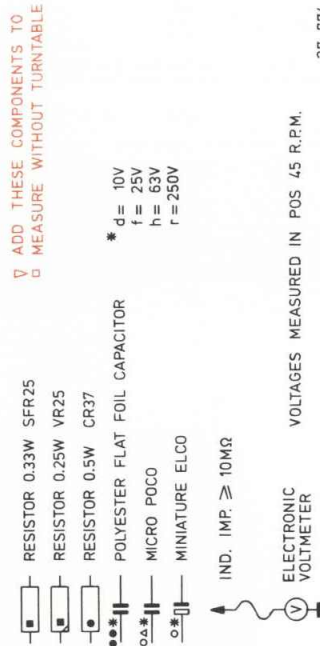 ▽ ADD THESE COMPONENTS TO
□ MEASURE WITHOUT TURNTABLE
RESISTOR 0.33W SFR25
RESISTOR 0.25W VR25
RESISTOR 0.5W CR37
POLYESTER FLAT FOIL CAPACITOR
MICRO POCO
MINIATURE ELCO
* d = 10V
f = 25V
h = 63V
r = 250V
IND. IMP. ≥ 10MΩ
V
ELECTRONIC
VOLTMETER
VOLTAGES MEASURED IN POS 45 R.P.M.